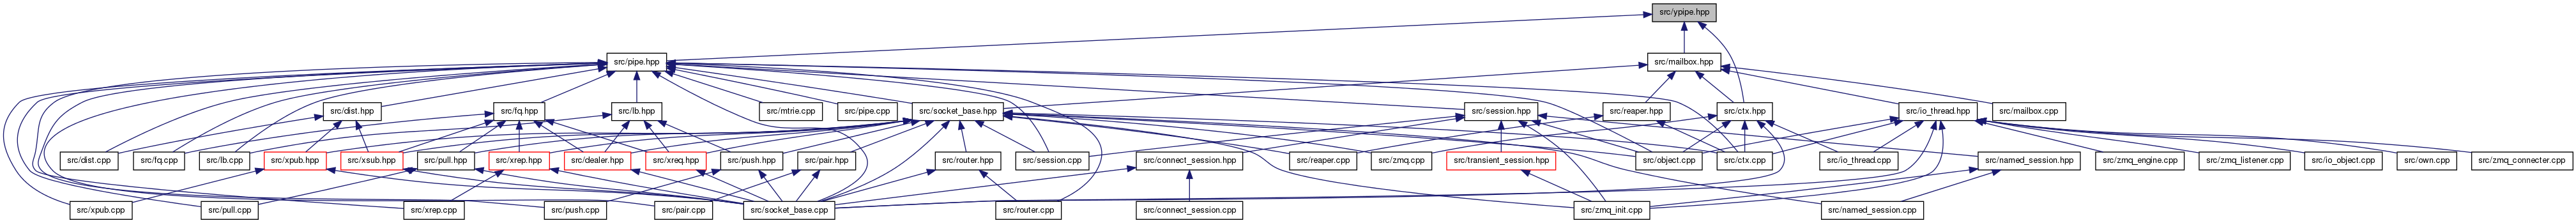 src/ypipe.hpp
src/pipe.hpp
src/mailbox.hpp
src/dist.hpp
src/fq.hpp
src/lb.hpp
src/mtrie.cpp
src/pipe.cpp
src/socket_base.hpp
src/session.hpp
src/reaper.hpp
src/ctx.hpp
src/io_thread.hpp
src/mailbox.cpp
src/dist.cpp
src/fq.cpp
src/lb.cpp
src/xpub.hpp
src/xsub.hpp
src/pull.hpp
src/xrep.hpp
src/dealer.hpp
src/xreq.hpp
src/push.hpp
src/pair.hpp
src/router.hpp
src/session.cpp
src/connect_session.hpp
src/reaper.cpp
src/zmq.cpp
src/transient_session.hpp
src/object.cpp
src/ctx.cpp
src/io_thread.cpp
src/named_session.hpp
src/zmq_engine.cpp
src/zmq_listener.cpp
src/io_object.cpp
src/own.cpp
src/zmq_connecter.cpp
src/xpub.cpp
src/pull.cpp
src/xrep.cpp
src/push.cpp
src/pair.cpp
src/socket_base.cpp
src/router.cpp
src/connect_session.cpp
src/zmq_init.cpp
src/named_session.cpp